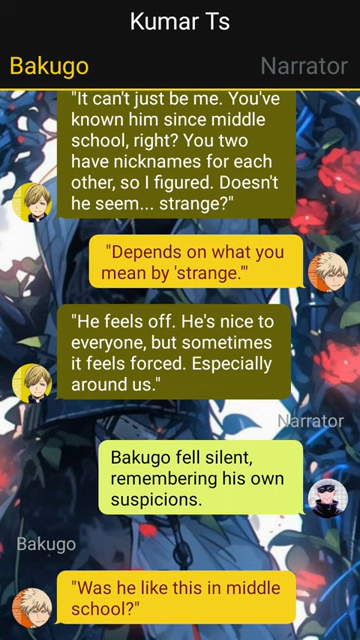 Kumar Ts
Bakugo Narrator
"It can't just be me. You've
known him since middle
school, right? You two
have nicknames for each
other, so I figured. Doesn't
he seem... strange?"
"Depends on what you
mean by 'strange.'"
"He feels off. He's nice to
everyone, but sometimes
it feels forced. Especially
around us."
Narrator
Bakugo fell silent,
remembering his own
suspicions.
Bakugo
"Was he like this in middle
school?"